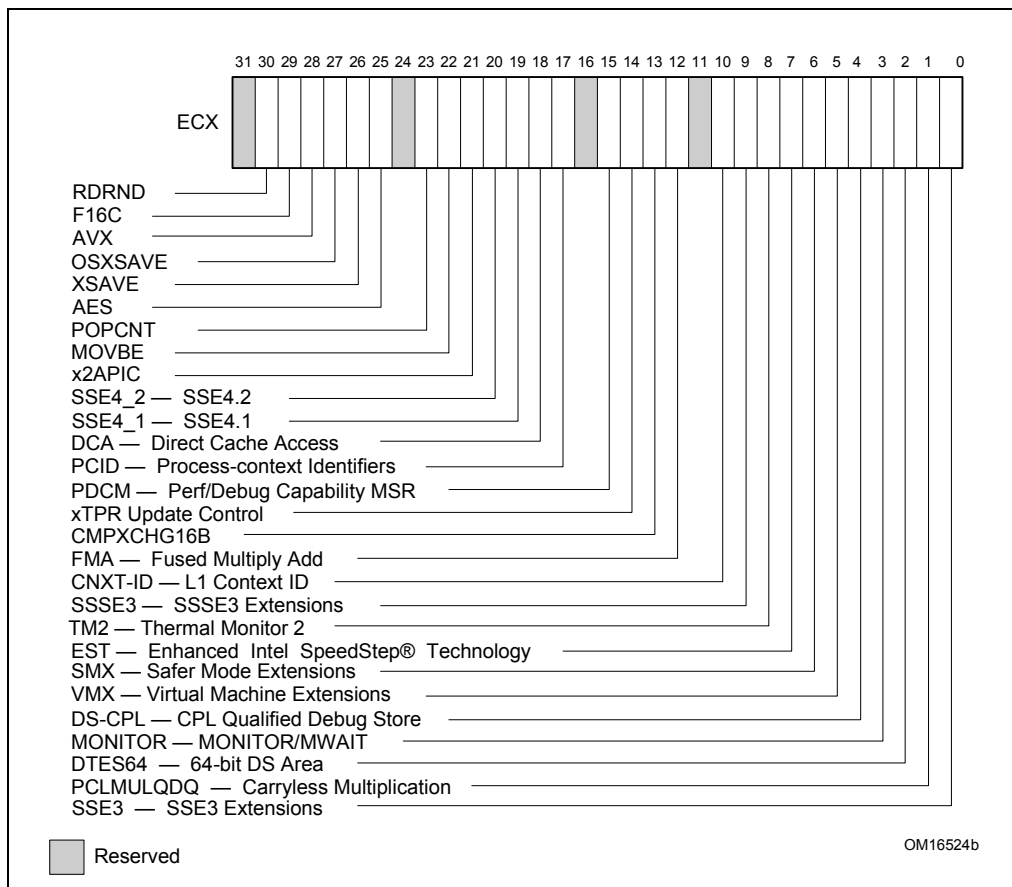 31 30 29 28 27 26 25 24 23 22 21 20 19 18 17 16 15 14 13 12 11 10 9 8 7 6 5 4 3 2 1 0
ECX
RDRND
F16C
AVX
OSXSAVE
XSAVE
AES
POPCNT
MOVBE
x2APIC
SSE4_2 — SSE4.2
SSE4_1 — SSE4.1
DCA — Direct Cache Access
PCID — Process-context Identifiers
PDCM — Perf/Debug Capability MSR
xTPR Update Control
CMPXCHG16B
FMA — Fused Multiply Add
CNXT-ID — L1 Context ID
SSSE3 — SSSE3 Extensions
TM2 — Thermal Monitor 2
EST — Enhanced Intel SpeedStep® Technology
SMX — Safer Mode Extensions
VMX — Virtual Machine Extensions
DS-CPL — CPL Qualified Debug Store
MONITOR — MONITOR/MWAIT
DTES64 — 64-bit DS Area
PCLMULQDQ — Carryless Multiplication
SSE3 — SSE3 Extensions
Reserved
OM16524b